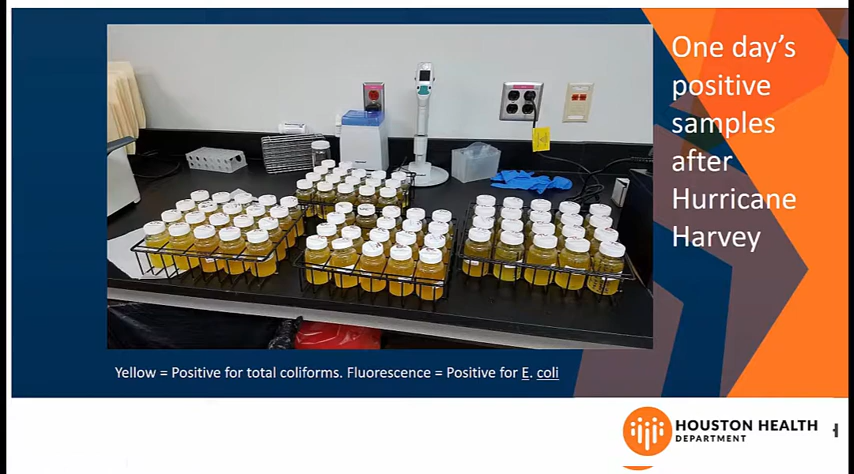 One day's
positive
samples
after
Hurricane
Harvey
Yellow = Positive for total coliforms. Fluorescence = Positive for E. coli
HOUSTON HEALTH
DEPARTMENT